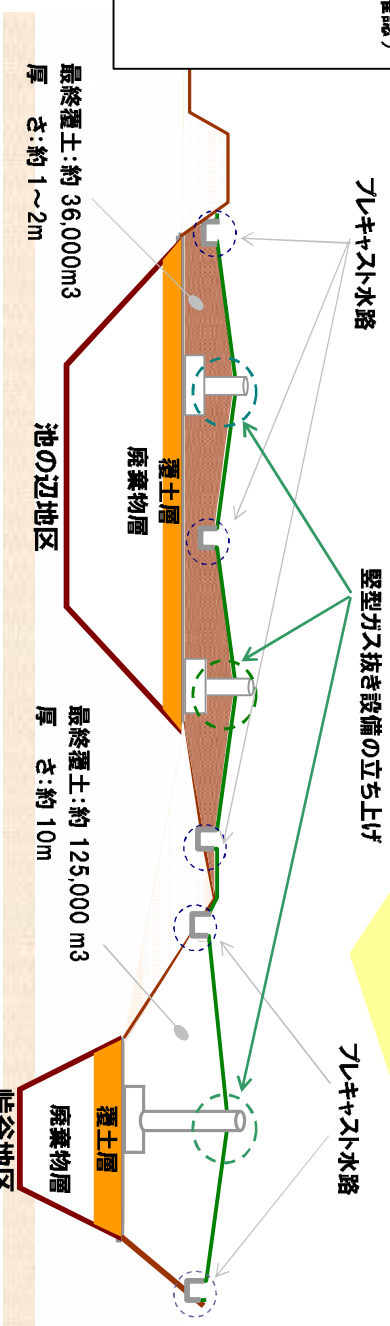 プレキャスト水路
竪型ガス抜き設備の立ち上げ
プレキャスト水路
最終覆土:約 36,000m3
厚　さ:約 1～2m
覆土層
廃棄物層
池の辺地区
最終覆土:約 125,000 m3
厚　さ:約 10m
覆土層
廃棄物層